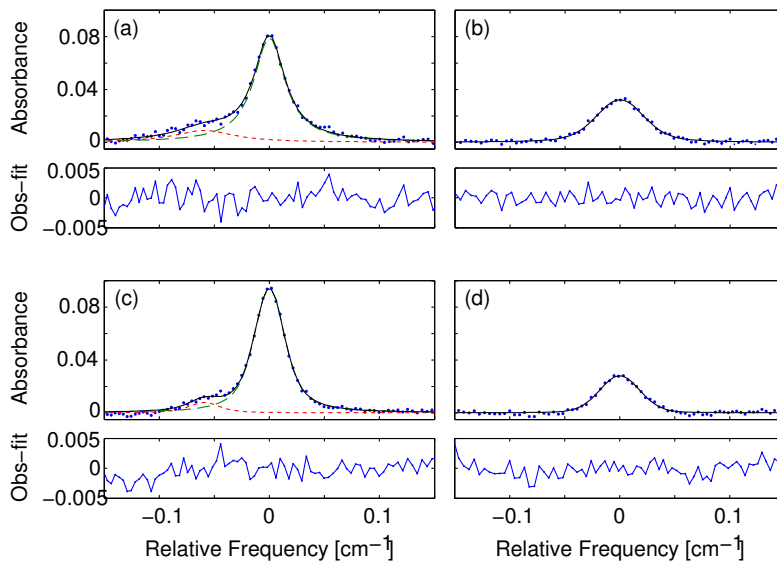 (a)
(b)
Absorbance
0.08
0.04
0
Obs−fit
0.005
0
−0.005
(c)
(d)
Absorbance
0.08
0.04
0
Obs−fit
0.005
0
−0.005
−0.1 0 0.1
−0.1 0 0.1
Relative Frequency [cm−1]
Relative Frequency [cm−1]